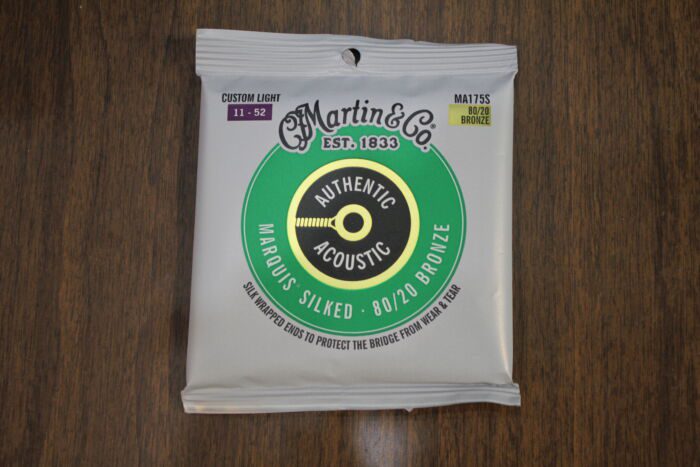 CUSTOM LIGHT
11 - 52
MA175S
80/20
BRONZE
CF Martin & Co.
EST. 1833
AUTHENTIC
ACOUSTIC
MARQUIS® SILKED · 80/20 BRONZE
SILK WRAPPED ENDS TO PROTECT THE BRIDGE FROM WEAR & TEAR